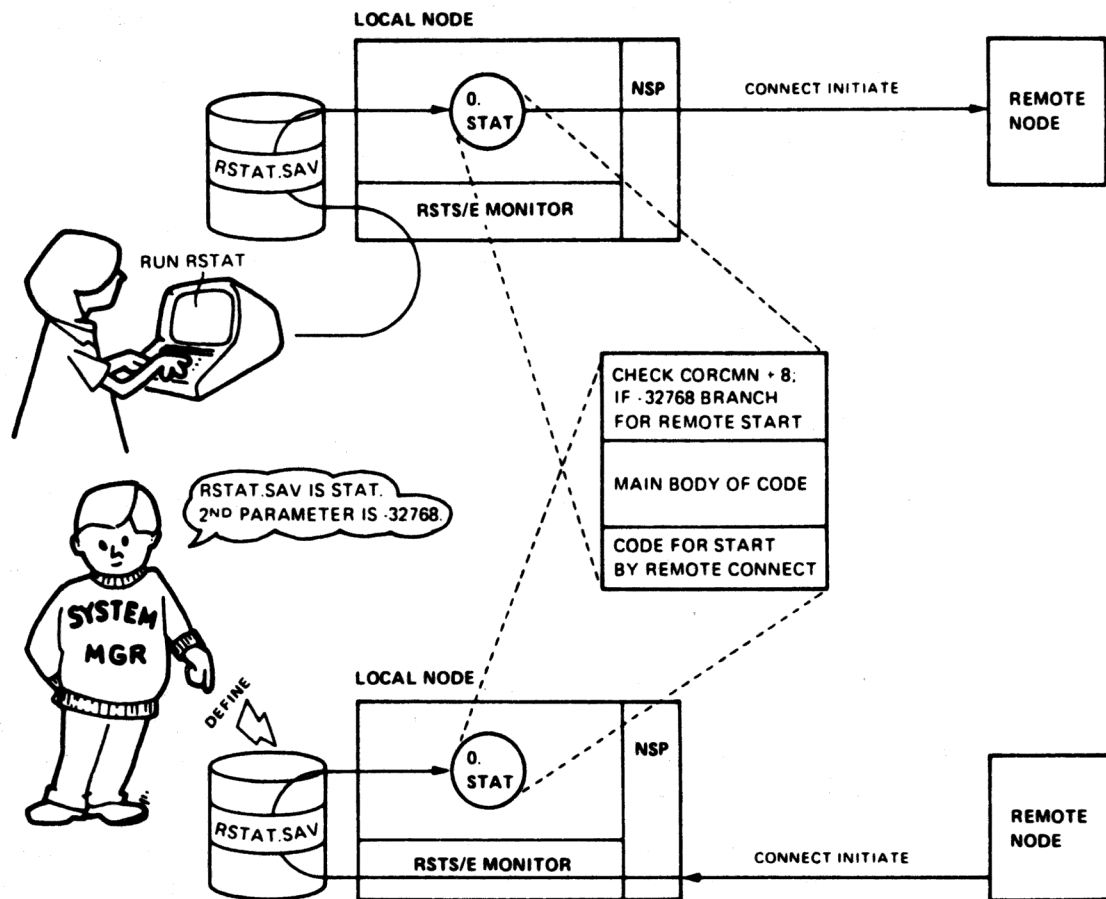 LOCAL NODE
NSP
CONNECT INITIATE
REMOTE
NODE
0.
STAT
RSTAT.SAV
RSTS/E MONITOR
RUN RSTAT
CHECK CORCMN + 8;
IF -32768 BRANCH
FOR REMOTE START
MAIN BODY OF CODE
CODE FOR START
BY REMOTE CONNECT
RSTAT.SAV IS STAT.
2ND PARAMETER IS -32768.
SYSTEM
MGR
DEFINE
LOCAL NODE
NSP
0.
STAT
RSTAT.SAV
RSTS/E MONITOR
CONNECT INITIATE
REMOTE
NODE